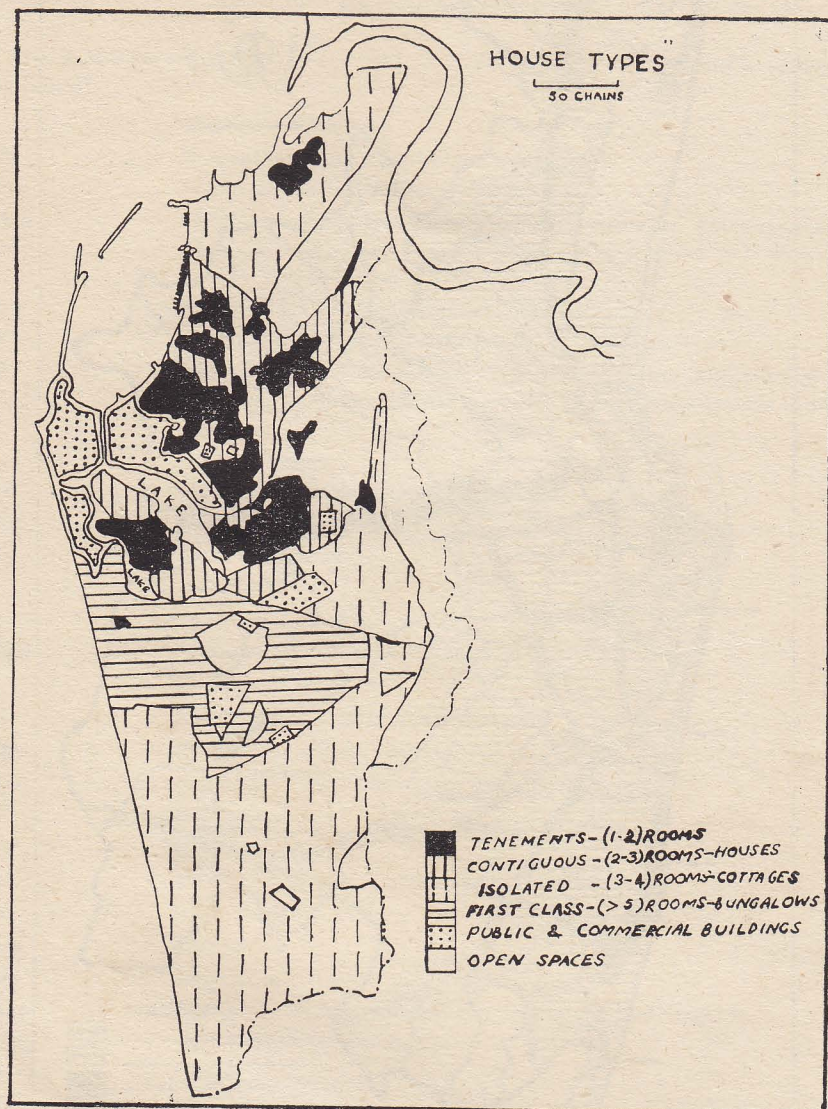 HOUSE TYPES"
50 CHAINS
LAKE
LAKE
TENEMENTS-(1-2)ROOMS
CONTIGUOUS-(2-3)ROOMS-HOUSES
ISOLATED -(3-4)ROOMS-COTTAGES
FIRST CLASS-(>5)ROOMS-BUNGALOWS
PUBLIC & COMMERCIAL BUILDINGS
OPEN SPACES